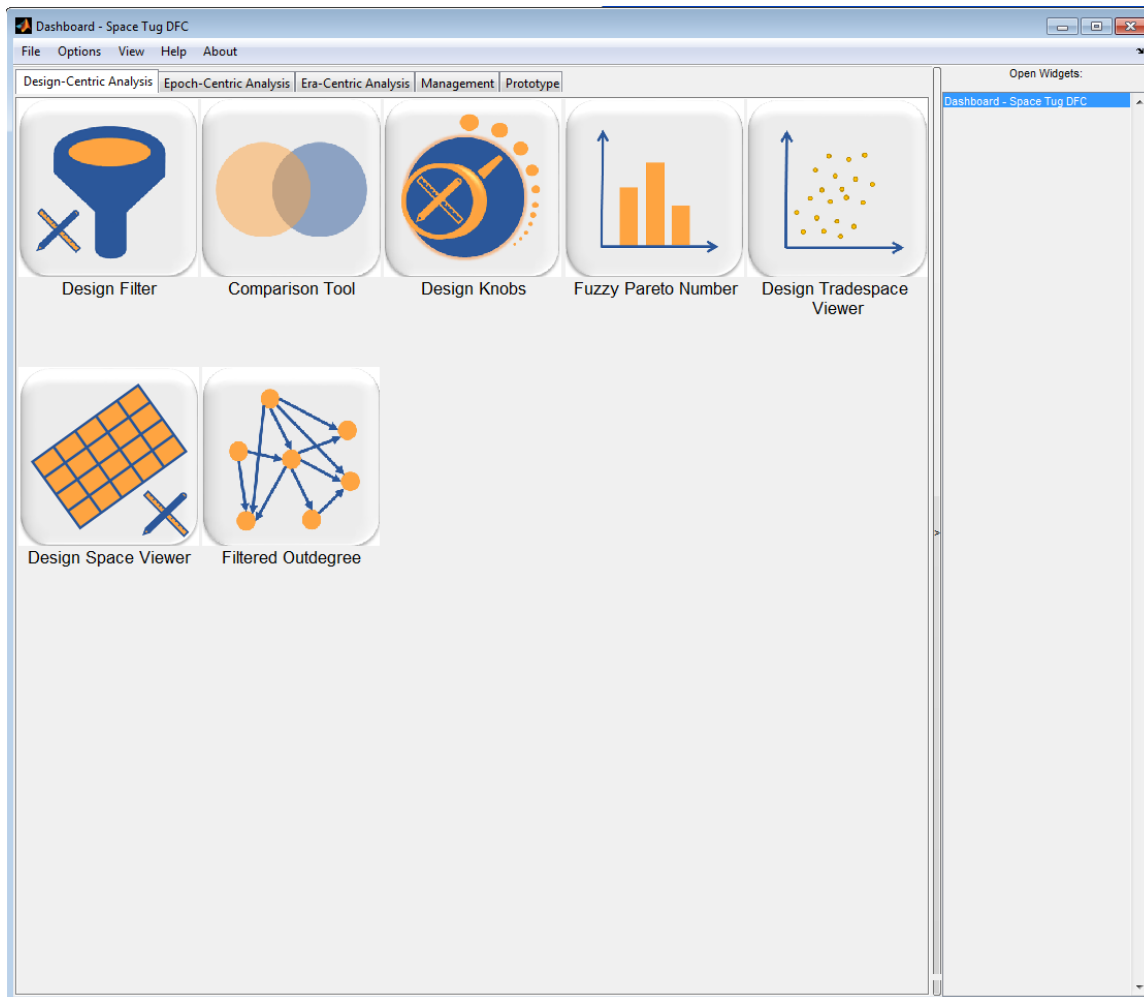 Dashboard - Space Tug DFC
File Options View Help About
Design-Centric Analysis Epoch-Centric Analysis Era-Centric Analysis Management Prototype
Open Widgets:
Dashboard - Space Tug DFC
Design Filter
Comparison Tool
Design Knobs
Fuzzy Pareto Number
Design Tradespace
Viewer
Design Space Viewer
Filtered Outdegree
>